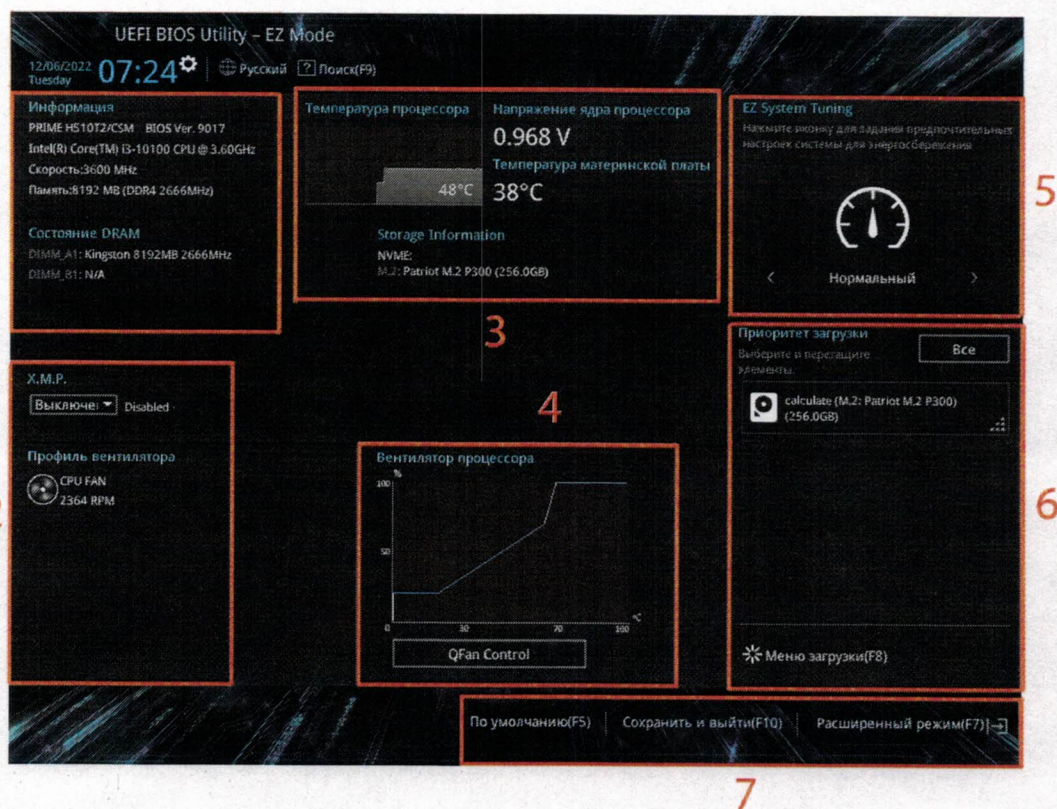 UEFI BIOS Utility – EZ Mode
12/06/2022
Tuesday
07:24
Русский
? Поиск(F9)
Информация
PRIME H510T2/CSM BIOS Ver. 9017
Intel(R) Core(TM) i3-10100 CPU @ 3.60GHz
Скорость:3600 MHz
Память:8192 MB (DDR4 2666MHz)
Состояние DRAM
DIMM_A1: Kingston 8192MB 2666MHz
DIMM_B1: N/A
X.M.P.
Выключе
Disabled
Профиль вентилятора
CPU FAN
2364 RPM
Температура процессора
48°C
Напряжение ядра процессора
0.968 V
Температура материнской платы
38°C
Storage Information
NVME:
M.2: Patriot M.2 P300 (256.0GB)
3
4
Вентилятор процессора
%
100
50
0
30
70
100
°C
QFan Control
EZ System Tuning
Нажмите иконку для задания предпочтительных
настроек системы для энергосбережения
Нормальный
5
Приоритет загрузки
Выберите и перетащите
элементы.
Все
calculate (M.2: Patriot M.2 P300)
(256.0GB)
Меню загрузки(F8)
6
По умолчанию(F5)
Сохранить и выйти(F10)
Расширенный режим(F7)
7